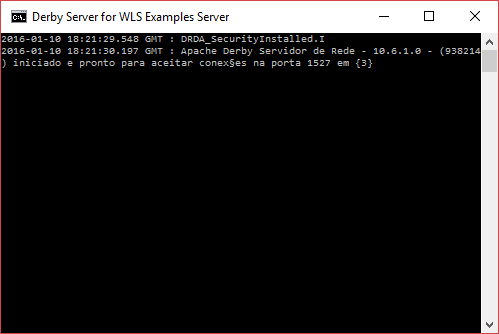 Derby Server for WLS Examples Server
2016-01-10 18:21:29.548 GMT : DRDA_SecurityInstalled.I
2016-01-10 18:21:30.197 GMT : Apache Derby Servidor de Rede - 10.6.1.0 - (938214
) iniciado e pronto para aceitar conex§es na porta 1527 em {3}